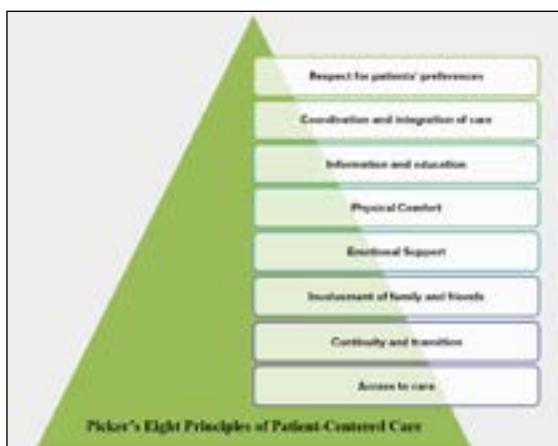 Respect for patients' preferences
Coordination and integration of care
Information and education
Physical Comfort
Emotional Support
Involvement of family and friends
Continuity and transition
Access to care
Picker's Eight Principles of Patient-Centered Care